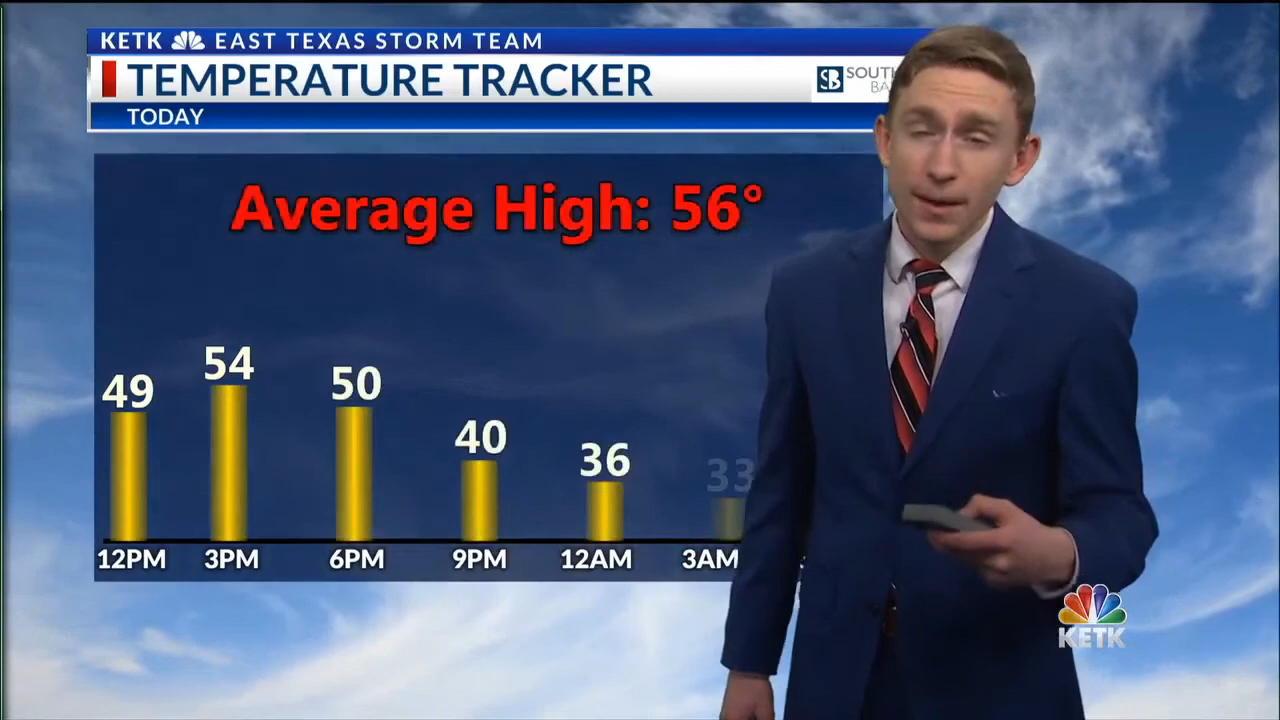 KETK EAST TEXAS STORM TEAM
TEMPERATURE TRACKER
TODAY
Average High: 56°
49 54 50 40 36 33
12PM 3PM 6PM 9PM 12AM 3AM
KETK